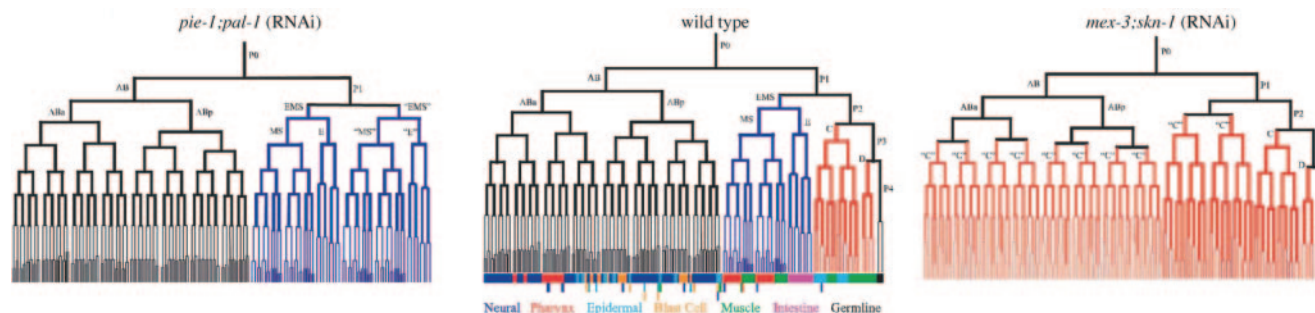 pie-1;pal-1 (RNAi)
wild type
mex-3;skn-1 (RNAi)
P0
AB
P1
ABa
ABp
EMS
"EMS"
MS
E
"MS"
"E"
P0
AB
P1
ABa
ABp
EMS
P2
MS
E
C
P3
D
P4
Neural Pharynx Epidermal Blast Cell Muscle Intestine Germline
P0
AB
P1
ABa
ABp
P2
"C" "C"
C
P3
"C" "C" "C" "C" "C" "C" "C" "C"
D